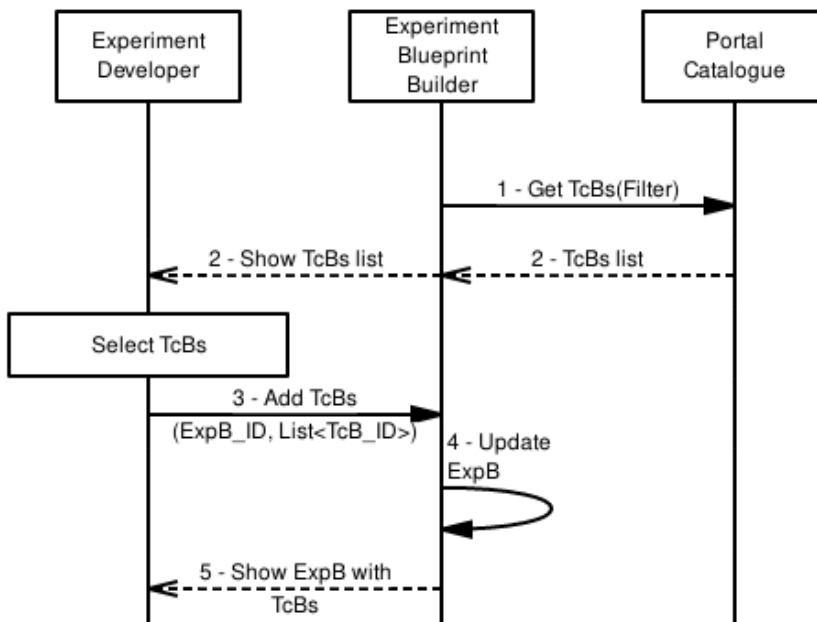 Experiment
Developer
Experiment
Blueprint
Builder
Portal
Catalogue
1 - Get TcBs(Filter)
2 - Show TcBs list
2 - TcBs list
Select TcBs
3 - Add TcBs
(ExpB_ID, List<TcB_ID>)
4 - Update
ExpB
5 - Show ExpB with
TcBs